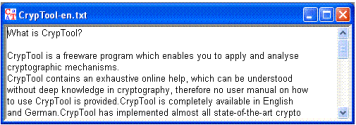 CrypTool-en.txt
What is CrypTool?
CrypTool is a freeware program which enables you to apply and analyse
cryptographic mechanisms.
CrypTool contains an exhaustive online help, which can be understood
without deep knowledge in cryptography, therefore no user manual on how
to use CrypTool is provided.CrypTool is completely available in English
and German.CrypTool has implemented almost all state-of-the-art crypto